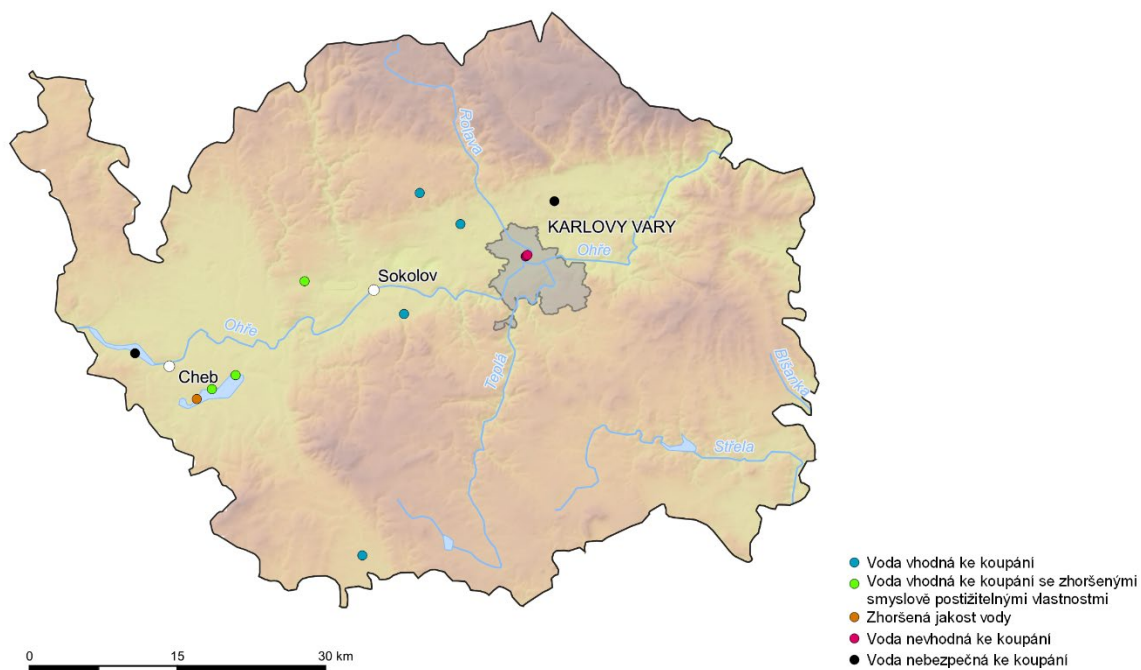 Rolava
KARLOVY VARY
Ohře
Sokolov
Ohře
Cheb
Teplá
Blšanka
Střela
Voda vhodná ke koupání
Voda vhodná ke koupání se zhoršenými
smyslově postižitelnými vlastnostmi
Zhoršená jakost vody
Voda nevhodná ke koupání
Voda nebezpečná ke koupání
0 15 30 km